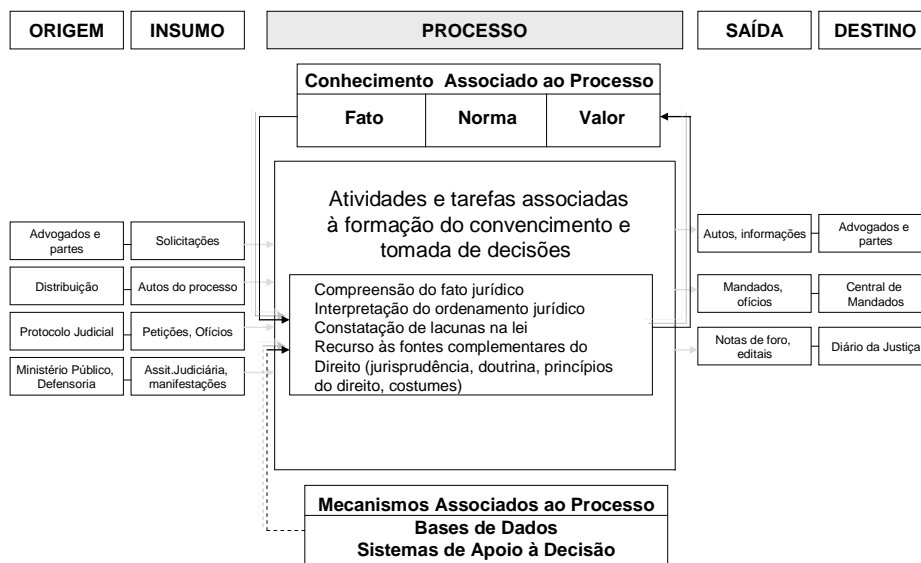 ORIGEM
INSUMO
PROCESSO
SAÍDA
DESTINO
Conhecimento Associado ao Processo
Fato
Norma
Valor
Atividades e tarefas associadas
à formação do convencimento e
tomada de decisões
Compreensão do fato jurídico
Interpretação do ordenamento jurídico
Constatação de lacunas na lei
Recurso às fontes complementares do
Direito (jurisprudência, doutrina, princípios
do direito, costumes)
Advogados e
partes
Solicitações
Distribuição
Autos do processo
Protocolo Judicial
Petições, Ofícios
Ministério Público,
Defensoria
Assit.Judiciária,
manifestações
Autos, informações
Advogados e
partes
Mandados,
ofícios
Central de
Mandados
Notas de foro,
editais
Diário da Justiça
Mecanismos Associados ao Processo
Bases de Dados
Sistemas de Apoio à Decisão